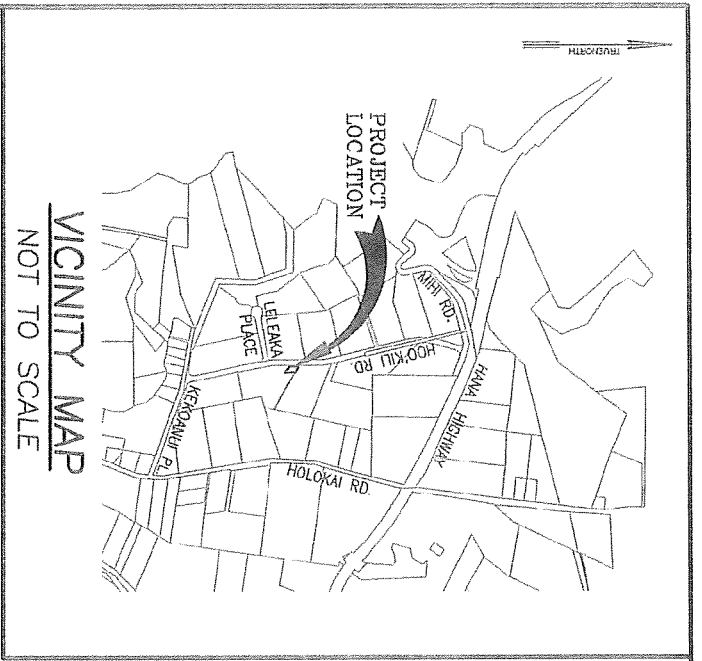 TRUENORTH
PROJECT
LOCATION
AIHI RD.
HOO'KILI RD
LELEAKA
PLACE
HANA HIGHWAY
KEKOANUI PL.
HOLOKAI RD.
VICINITY MAP
NOT TO SCALE